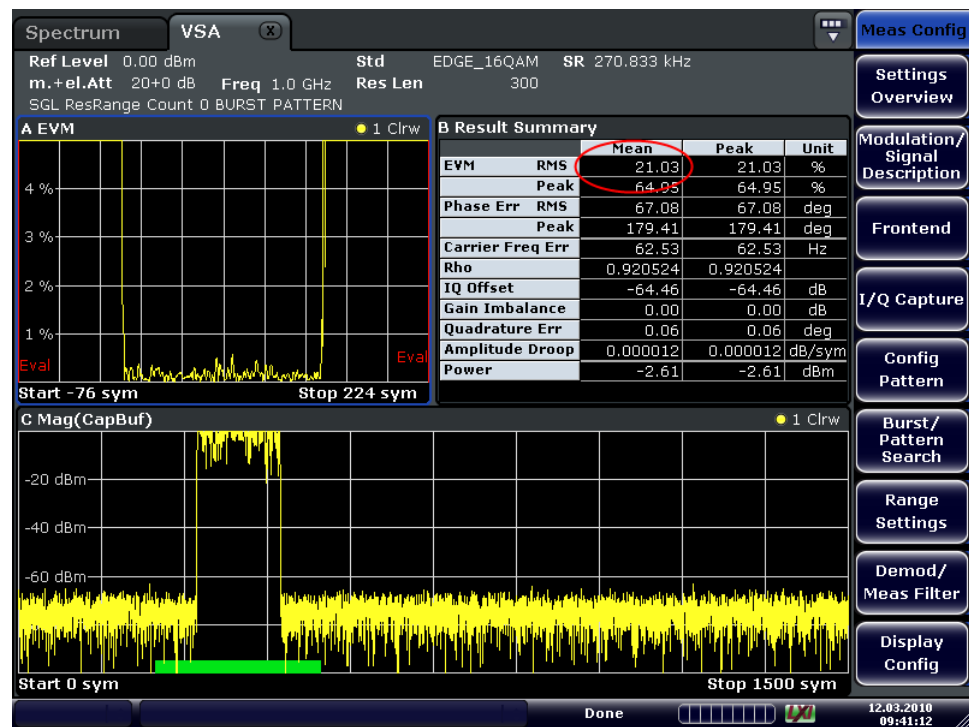 Spectrum VSA X
Ref Level 0.00 dBm Std EDGE_16QAM SR 270.833 kHz
m.+el.Att 20+0 dB Freq 1.0 GHz Res Len 300
SGL ResRange Count 0 BURST PATTERN
A EVM 1 Clrw
4 %
3 %
2 %
1 %
Eval Eval
Start -76 sym Stop 224 sym
B Result Summary
Mean Peak Unit
EVM RMS 21.03 21.03 %
Peak 64.95 64.95 %
Phase Err RMS 67.08 67.08 deg
Peak 179.41 179.41 deg
Carrier Freq Err 62.53 62.53 Hz
Rho 0.920524 0.920524
IQ Offset -64.46 -64.46 dB
Gain Imbalance 0.00 0.00 dB
Quadrature Err 0.06 0.06 deg
Amplitude Droop 0.000012 0.000012 dB/sym
Power -2.61 -2.61 dBm
C Mag(CapBuf) 1 Clrw
-20 dBm
-40 dBm
-60 dBm
Start 0 sym Stop 1500 sym
Done LXI 12.03.2010
09:41:12
Meas Config
Settings
Overview
Modulation/
Signal
Description
Frontend
I/Q Capture
Config
Pattern
Burst/
Pattern
Search
Range
Settings
Demod/
Meas Filter
Display
Config